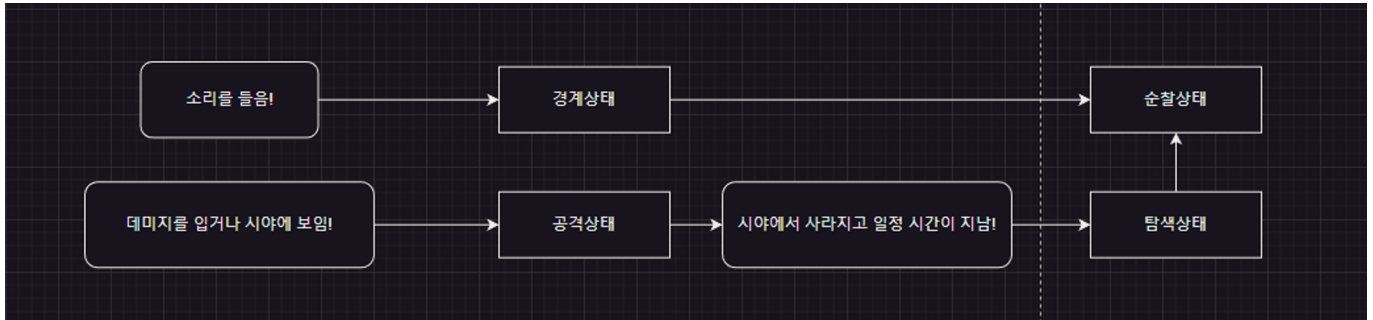 소리를 들음!
경계상태
순찰상태
데미지를 입거나 시야에 보임!
공격상태
시야에서 사라지고 일정 시간이 지남!
탐색상태